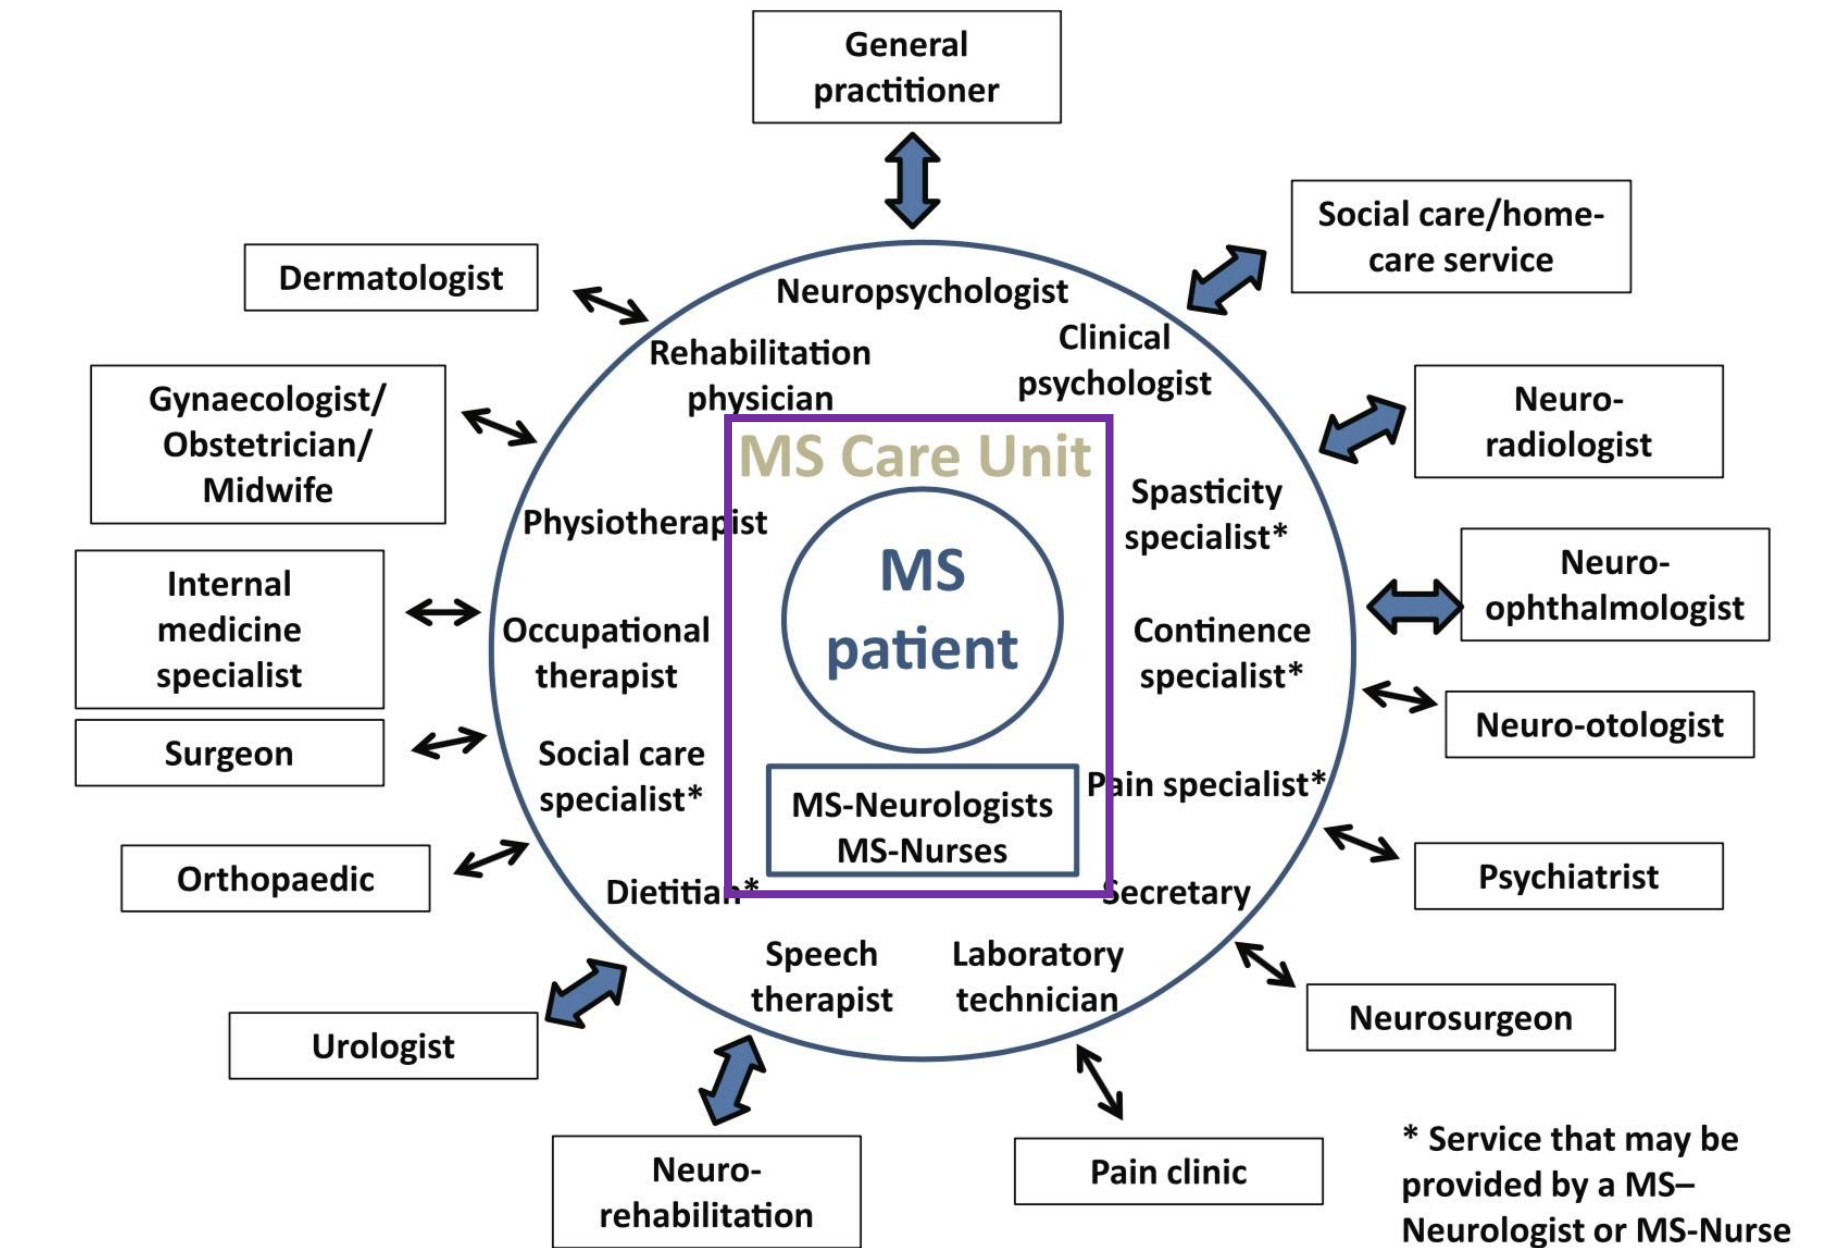 General
practitioner
Social care/home-
care service
Dermatologist
Neuropsychologist
Clinical
psychologist
Rehabilitation
physician
Gynaecologist/
Obstetrician/
Midwife
Neuro-
radiologist
MS Care Unit
Physiotherapist
Spasticity
specialist*
MS
patient
Internal
medicine
specialist
Neuro-
ophthalmologist
Occupational
therapist
Continence
specialist*
Surgeon
Neuro-otologist
Social care
specialist*
Pain specialist*
MS-Neurologists
MS-Nurses
Orthopaedic
Psychiatrist
Dietitian*
Secretary
Speech
therapist
Laboratory
technician
Urologist
Neurosurgeon
Neuro-
rehabilitation
Pain clinic
* Service that may be
provided by a MS–
Neurologist or MS-Nurse